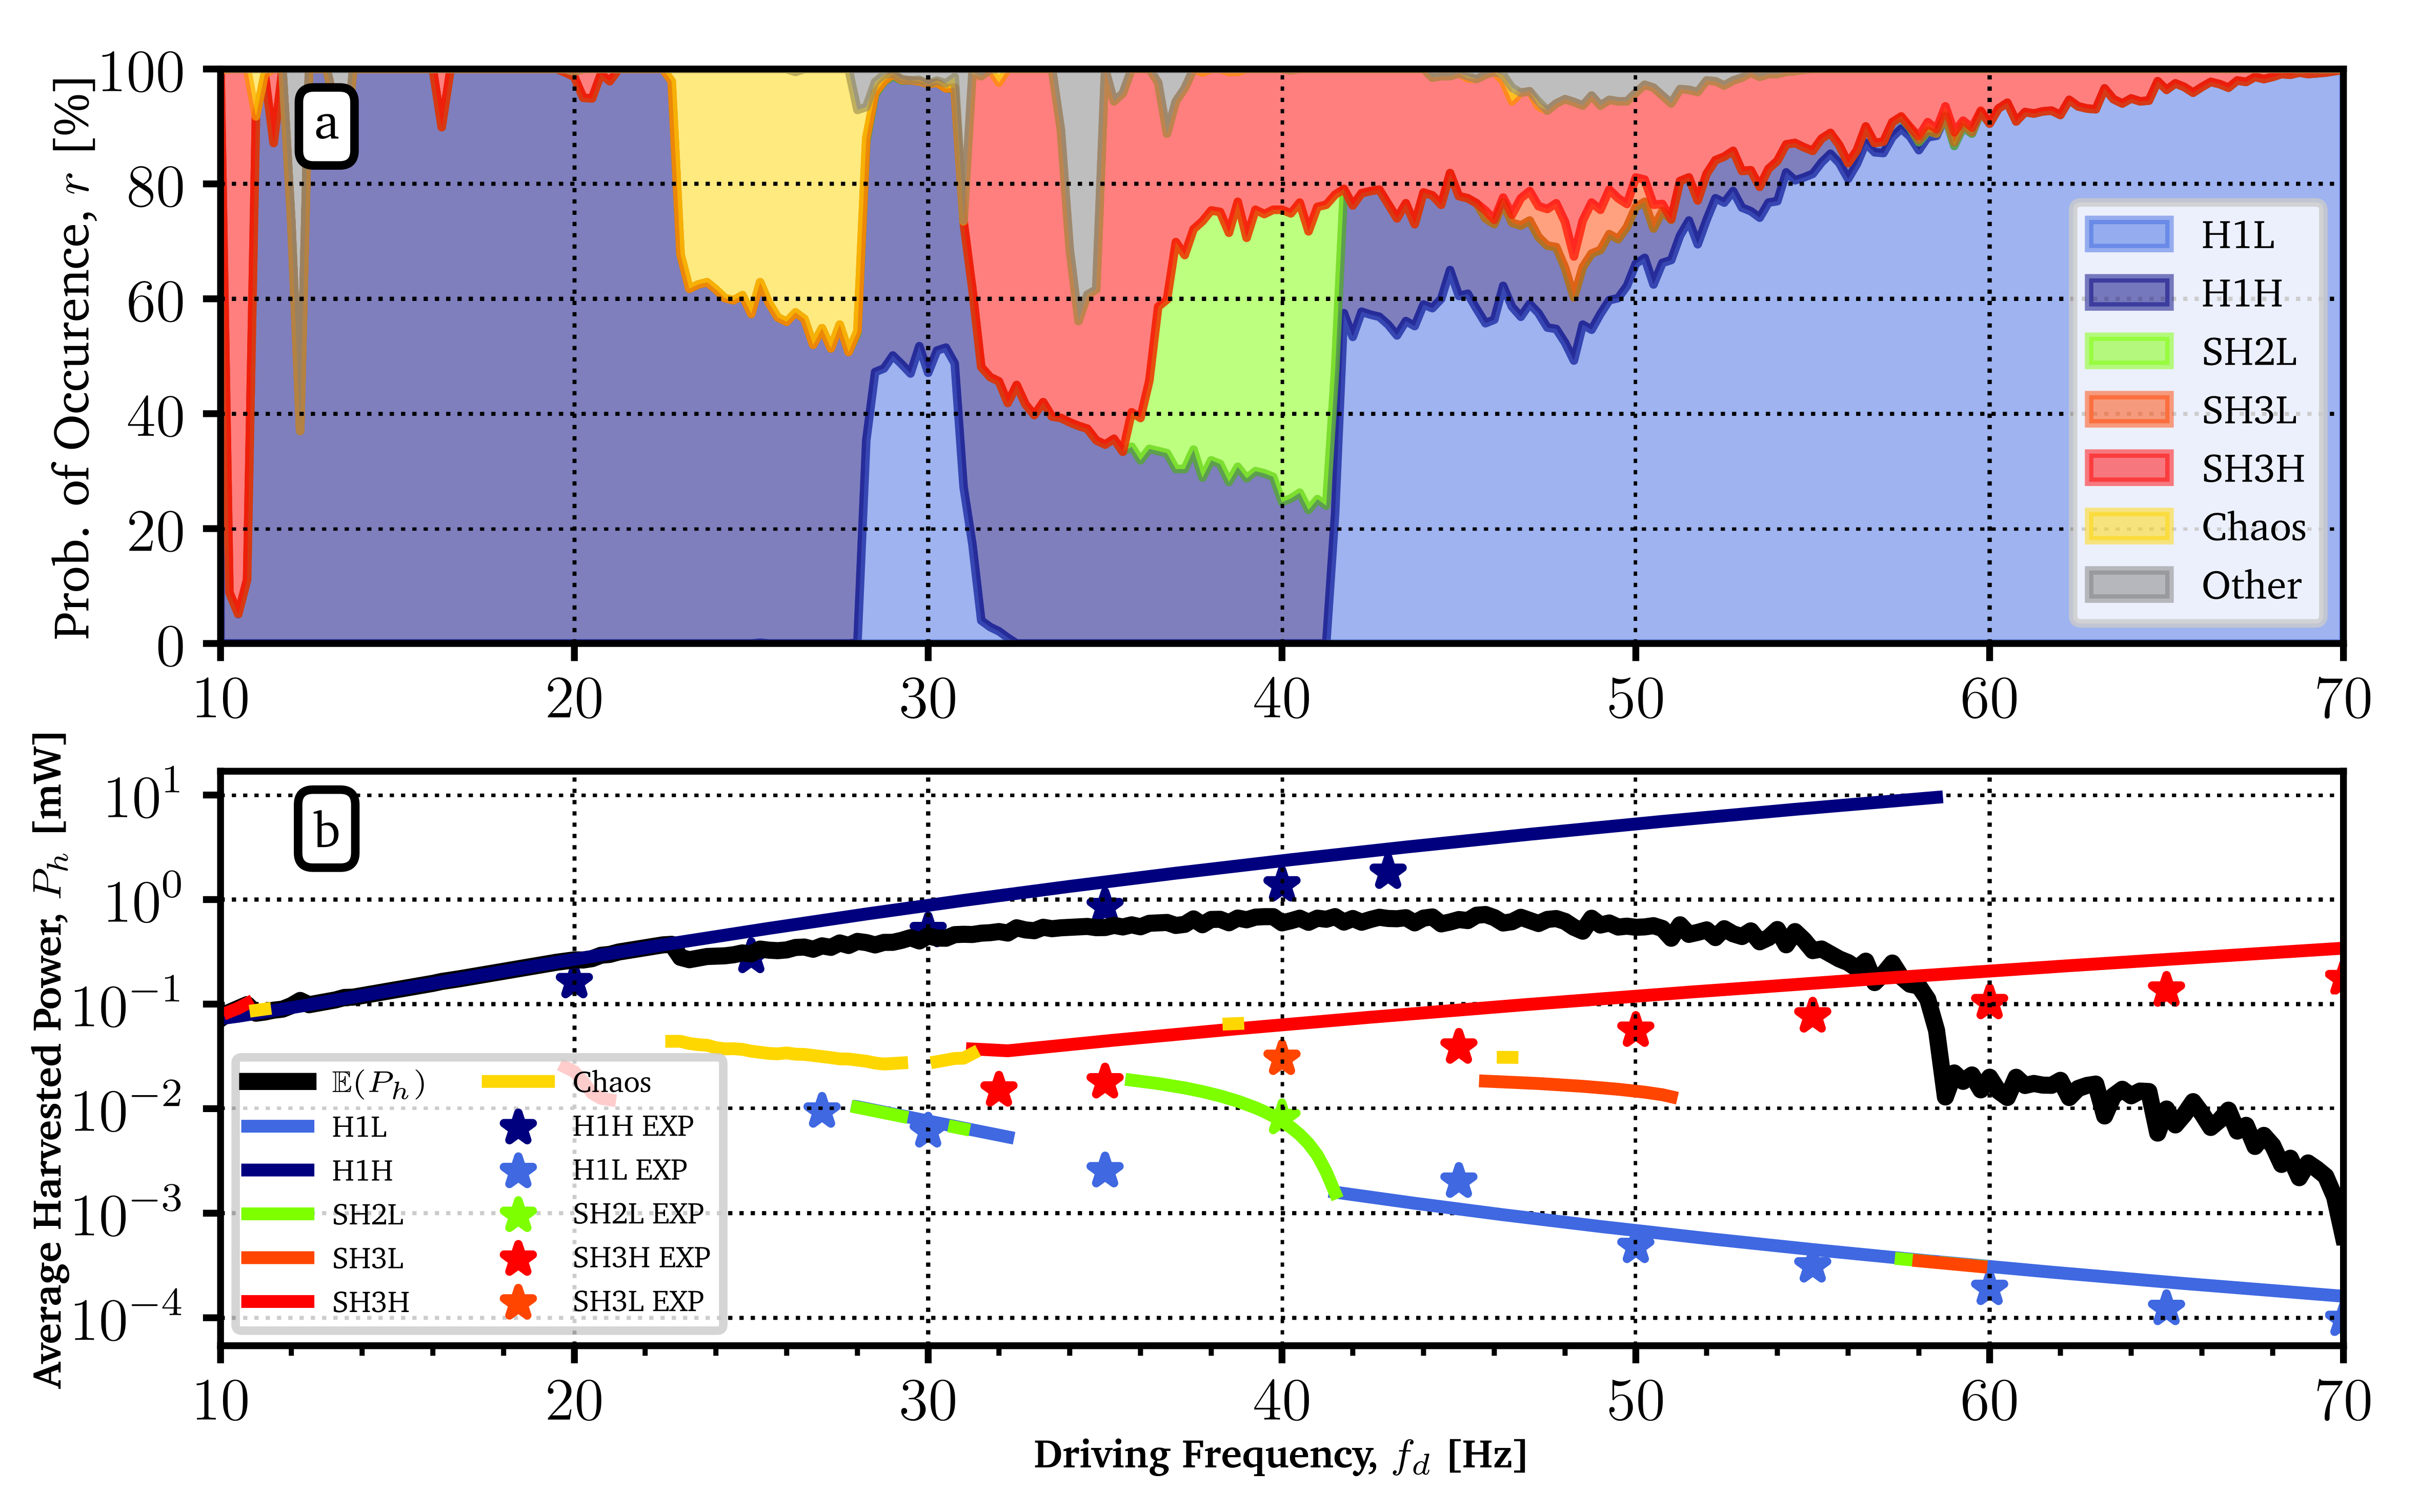 Prob. of Occurence, r [%]
100
80
60
40
20
0
a
H1L
H1H
SH2L
SH3L
SH3H
Chaos
Other
10 20 30 40 50 60 70
Average Harvested Power, P_h [mW]
10^1
10^0
10^−1
10^−2
10^−3
10^−4
b
𝔼(P_h)
H1L
H1H
SH2L
SH3L
SH3H
Chaos
H1H EXP
H1L EXP
SH2L EXP
SH3H EXP
SH3L EXP
10 20 30 40 50 60 70
Driving Frequency, f_d [Hz]